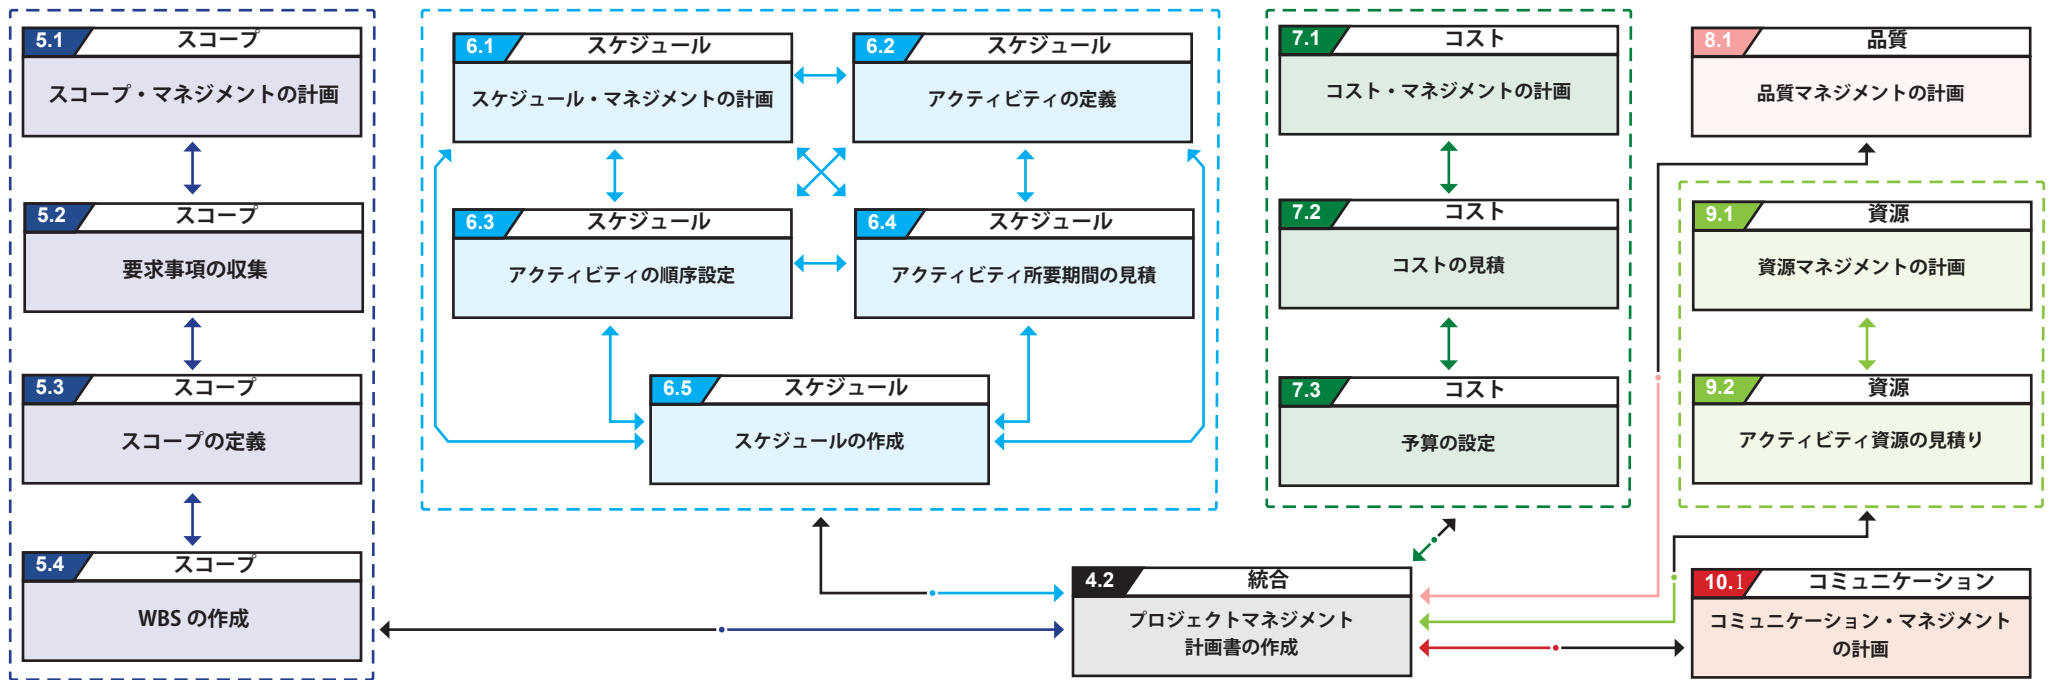 5.1 スコープ
スコープ・マネジメントの計画
5.2 スコープ
要求事項の収集
5.3 スコープ
スコープの定義
5.4 スコープ
WBS の作成
6.1 スケジュール
スケジュール・マネジメントの計画
6.2 スケジュール
アクティビティの定義
6.3 スケジュール
アクティビティの順序設定
6.4 スケジュール
アクティビティ所要期間の見積
6.5 スケジュール
スケジュールの作成
7.1 コスト
コスト・マネジメントの計画
7.2 コスト
コストの見積
7.3 コスト
予算の設定
4.2 統合
プロジェクトマネジメント
計画書の作成
8.1 品質
品質マネジメントの計画
9.1 資源
資源マネジメントの計画
9.2 資源
アクティビティ資源の見積り
10.1 コミュニケーション
コミュニケーション・マネジメント
の計画